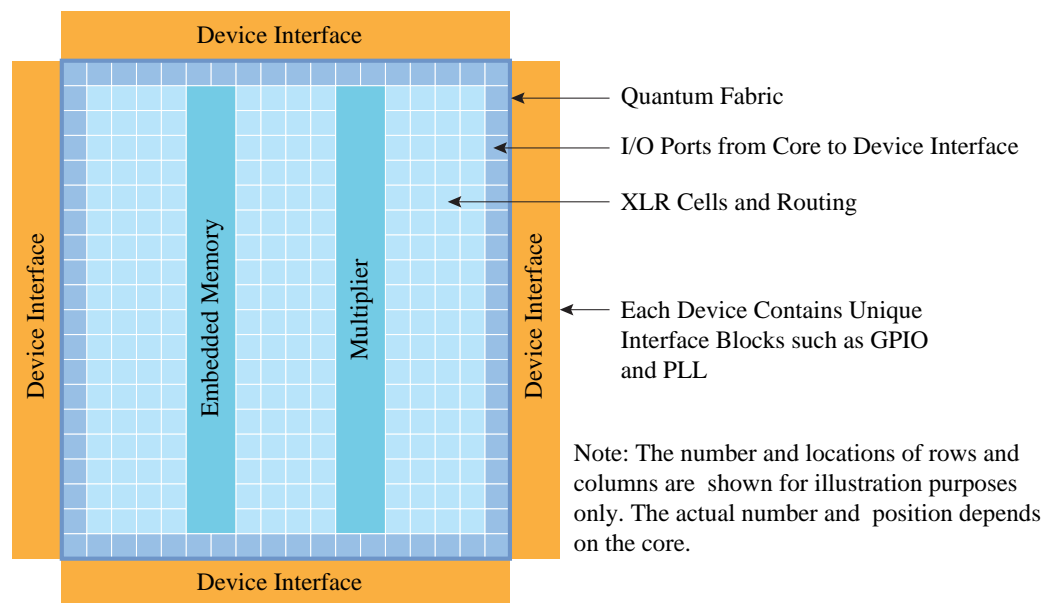 Device Interface
Quantum Fabric
I/O Ports from Core to Device Interface
XLR Cells and Routing
Device Interface
Embedded Memory
Multiplier
Device Interface
Each Device Contains Unique
Interface Blocks such as GPIO
and PLL
Note: The number and locations of rows and
columns are shown for illustration purposes
only. The actual number and position depends
on the core.
Device Interface